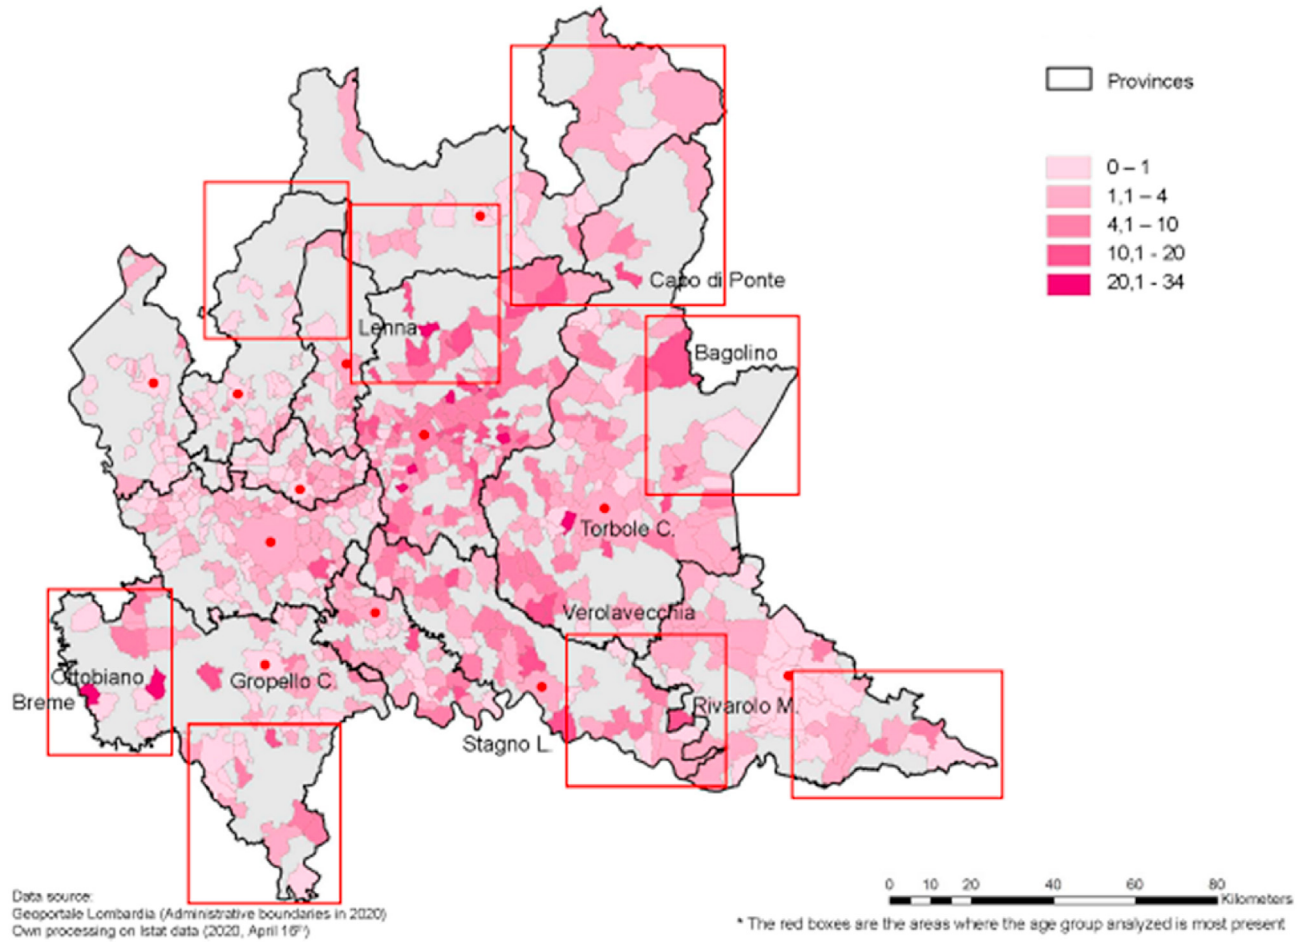 Provinces
0 – 1
1,1 – 4
4,1 – 10
10,1 - 20
20,1 - 34
Capo di Ponte
Lenna
Bagolino
Torbole C.
Verolavecchia
Ottobiano
Gropello C.
Breme
Rivarolo M.
Stagno L.
0 10 20 40 60 80
Kilometers
Data source:
Geoportale Lombardia (Administrative boundaries in 2020)
Own processing on Istat data (2020, April 16th)
* The red boxes are the areas where the age group analyzed is most present